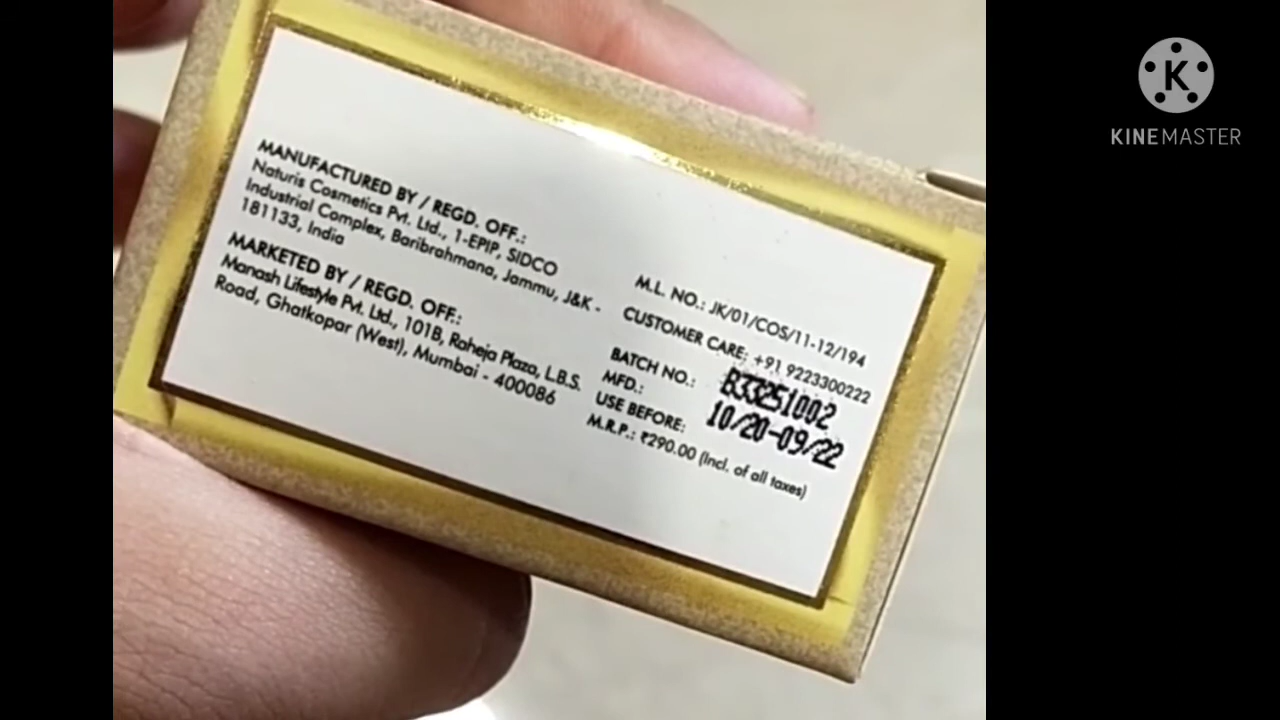 MANUFACTURED BY / REGD. OFF.:
Naturis Cosmetics Pvt. Ltd., 1-EPIP, SIDCO
Industrial Complex, Baribrahmana, Jammu, J&K -
181133, India
MARKETED BY / REGD. OFF.:
Manash Lifestyle Pvt. Ltd., 101B, Raheja Plaza, L.B.S.
Road, Ghatkopar (West), Mumbai - 400086
M.L. NO.: JK/01/COS/11-12/194
CUSTOMER CARE: +91 9223300222
BATCH NO.: B33251002
MFD.: 10/20-09/22
USE BEFORE:
M.R.P.: ₹290.00 (Incl. of all taxes)
K
KINEMASTER